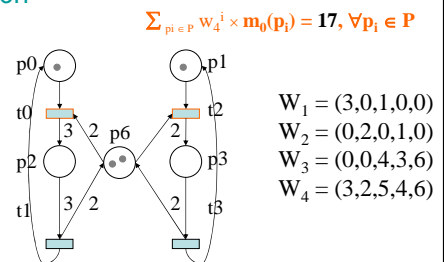 on
∑ pi ∈ P w₄ⁱ × m₀(pᵢ) = 17, ∀pᵢ ∈ P
p0 p1
t0 t2
3 2 p6 2
p2 p3
t1 3 2 2 t3
W₁ = (3,0,1,0,0)
W₂ = (0,2,0,1,0)
W₃ = (0,0,4,3,6)
W₄ = (3,2,5,4,6)